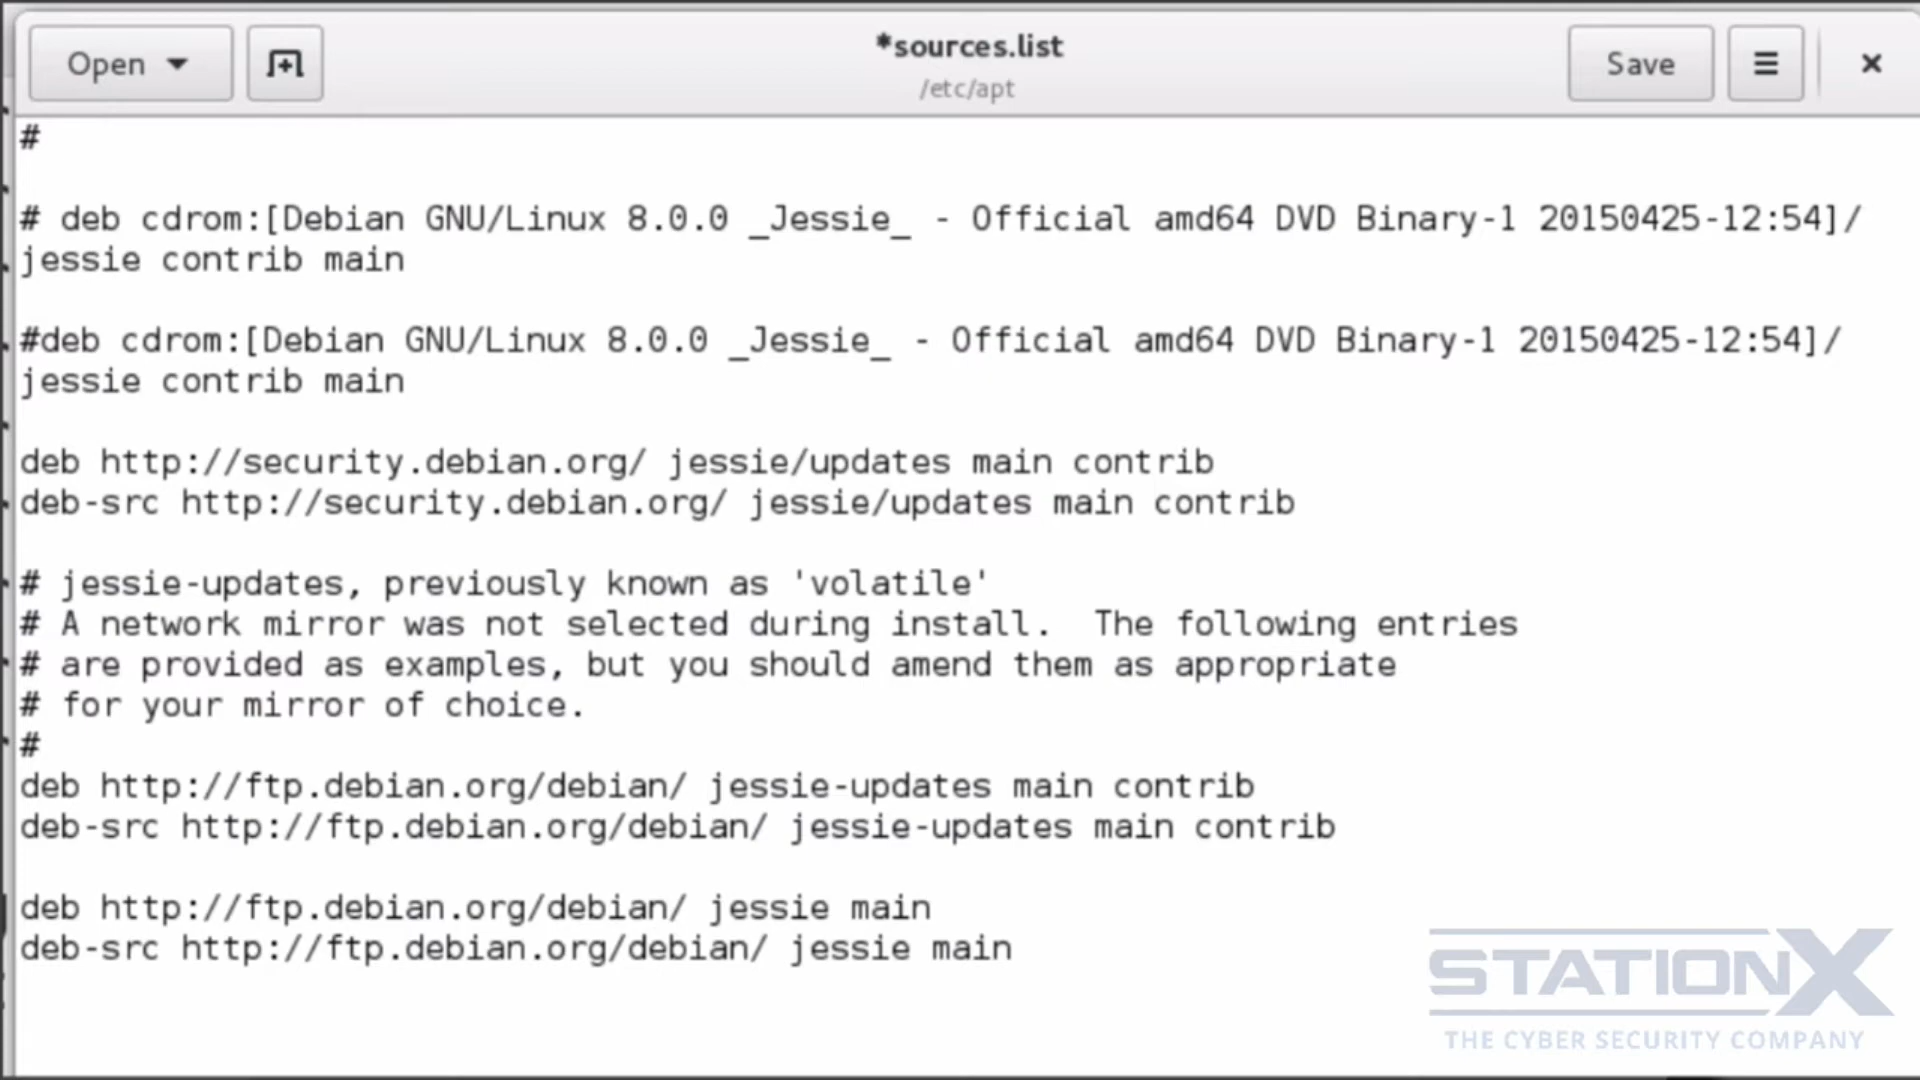 Open
*sources.list
/etc/apt
Save
#
# deb cdrom:[Debian GNU/Linux 8.0.0 _Jessie_ - Official amd64 DVD Binary-1 20150425-12:54]/
jessie contrib main
#deb cdrom:[Debian GNU/Linux 8.0.0 _Jessie_ - Official amd64 DVD Binary-1 20150425-12:54]/
jessie contrib main
deb http://security.debian.org/ jessie/updates main contrib
deb-src http://security.debian.org/ jessie/updates main contrib
# jessie-updates, previously known as 'volatile'
# A network mirror was not selected during install.  The following entries
# are provided as examples, but you should amend them as appropriate
# for your mirror of choice.
#
deb http://ftp.debian.org/debian/ jessie-updates main contrib
deb-src http://ftp.debian.org/debian/ jessie-updates main contrib
deb http://ftp.debian.org/debian/ jessie main
deb-src http://ftp.debian.org/debian/ jessie main
STATIONX
THE CYBER SECURITY COMPANY